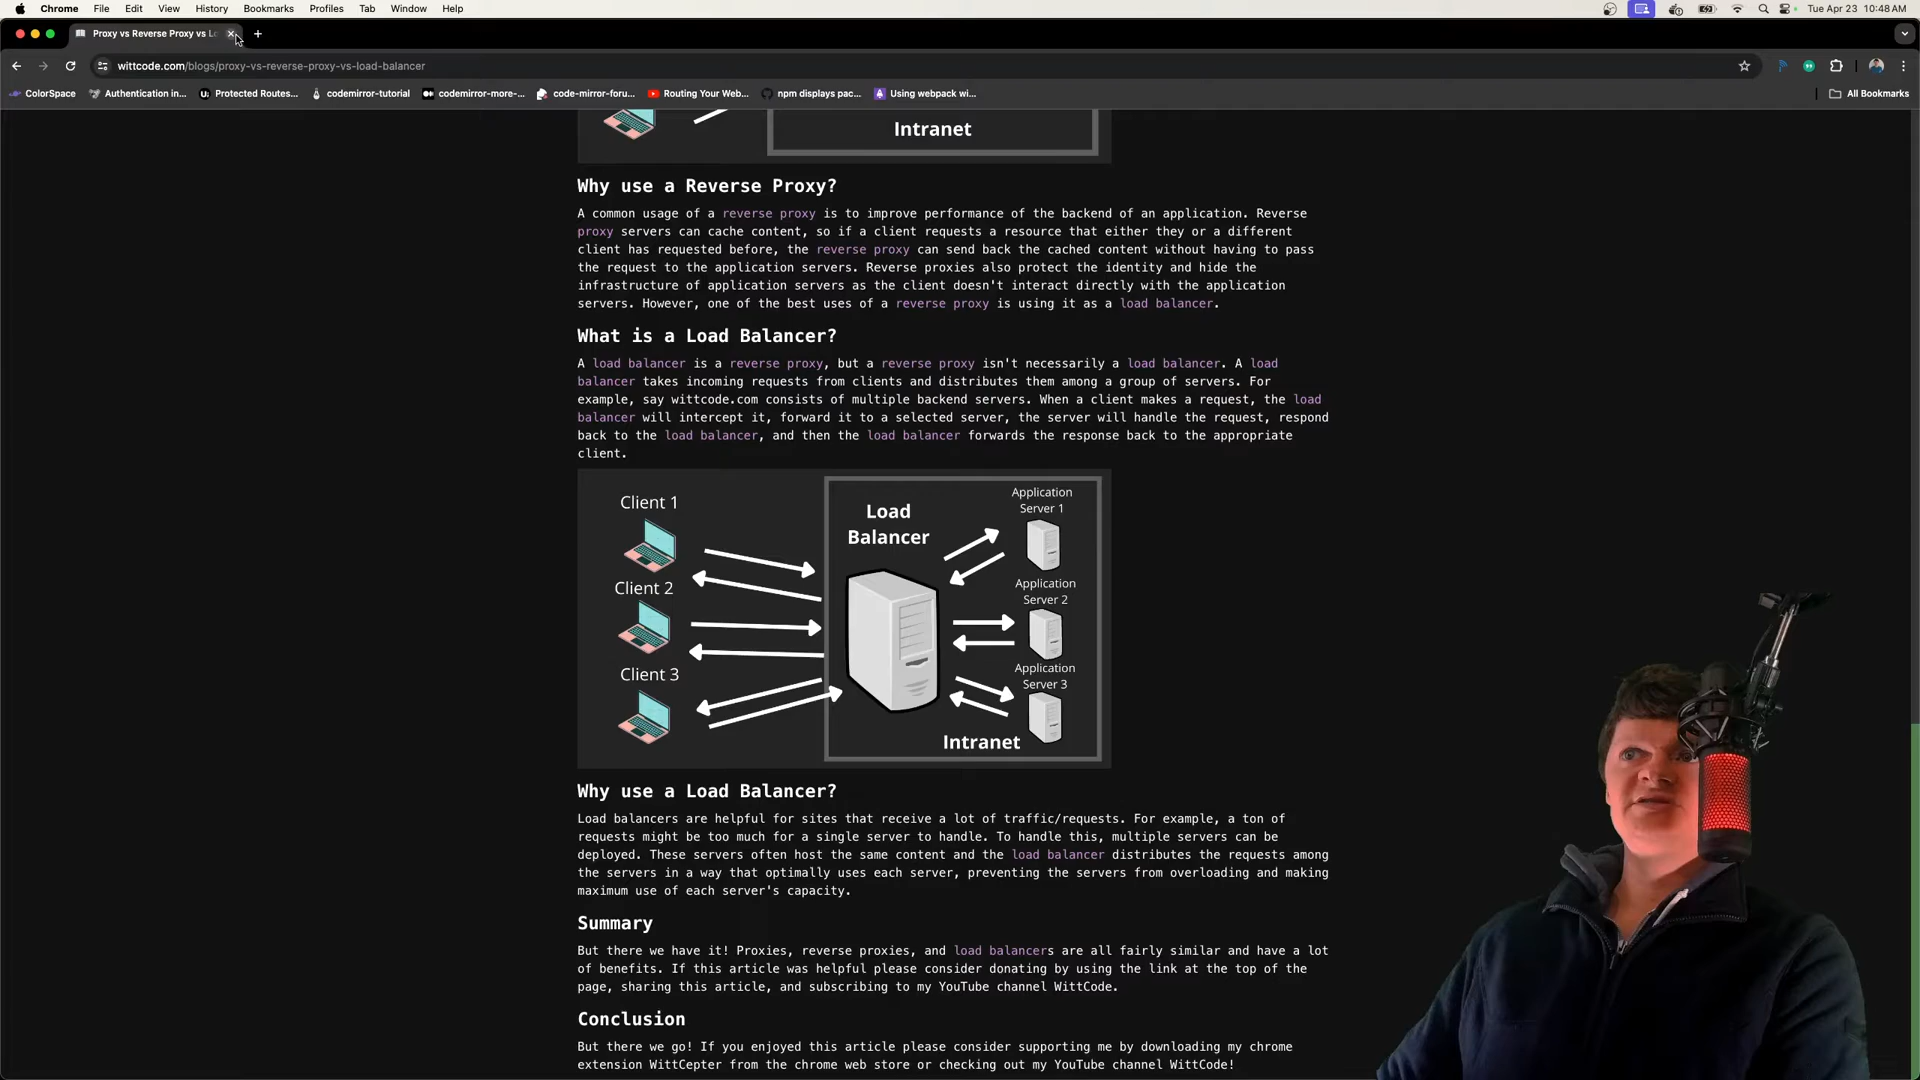 Chrome File Edit View History Bookmarks Profiles Tab Window Help Tue Apr 23 10:48 AM
Proxy vs Reverse Proxy vs Lo
wittcode.com/blogs/proxy-vs-reverse-proxy-vs-load-balancer
ColorSpace Authentication in... Protected Routes... codemirror-tutorial codemirror-more-... code-mirror-foru... Routing Your Web... npm displays pac... Using webpack wi... All Bookmarks
Intranet
Why use a Reverse Proxy?
A common usage of a reverse proxy is to improve performance of the backend of an application. Reverse
proxy servers can cache content, so if a client requests a resource that either they or a different
client has requested before, the reverse proxy can send back the cached content without having to pass
the request to the application servers. Reverse proxies also protect the identity and hide the
infrastructure of application servers as the client doesn't interact directly with the application
servers. However, one of the best uses of a reverse proxy is using it as a load balancer.
What is a Load Balancer?
A load balancer is a reverse proxy, but a reverse proxy isn't necessarily a load balancer. A load
balancer takes incoming requests from clients and distributes them among a group of servers. For
example, say wittcode.com consists of multiple backend servers. When a client makes a request, the load
balancer will intercept it, forward it to a selected server, the server will handle the request, respond
back to the load balancer, and then the load balancer forwards the response back to the appropriate
client.
Client 1
Client 2
Client 3
Load
Balancer
Application
Server 1
Application
Server 2
Application
Server 3
Intranet
Why use a Load Balancer?
Load balancers are helpful for sites that receive a lot of traffic/requests. For example, a ton of
requests might be too much for a single server to handle. To handle this, multiple servers can be
deployed. These servers often host the same content and the load balancer distributes the requests among
the servers in a way that optimally uses each server, preventing the servers from overloading and making
maximum use of each server's capacity.
Summary
But there we have it! Proxies, reverse proxies, and load balancers are all fairly similar and have a lot
of benefits. If this article was helpful please consider donating by using the link at the top of the
page, sharing this article, and subscribing to my YouTube channel WittCode.
Conclusion
But there we go! If you enjoyed this article please consider supporting me by downloading my chrome
extension WittCepter from the chrome web store or checking out my YouTube channel WittCode!